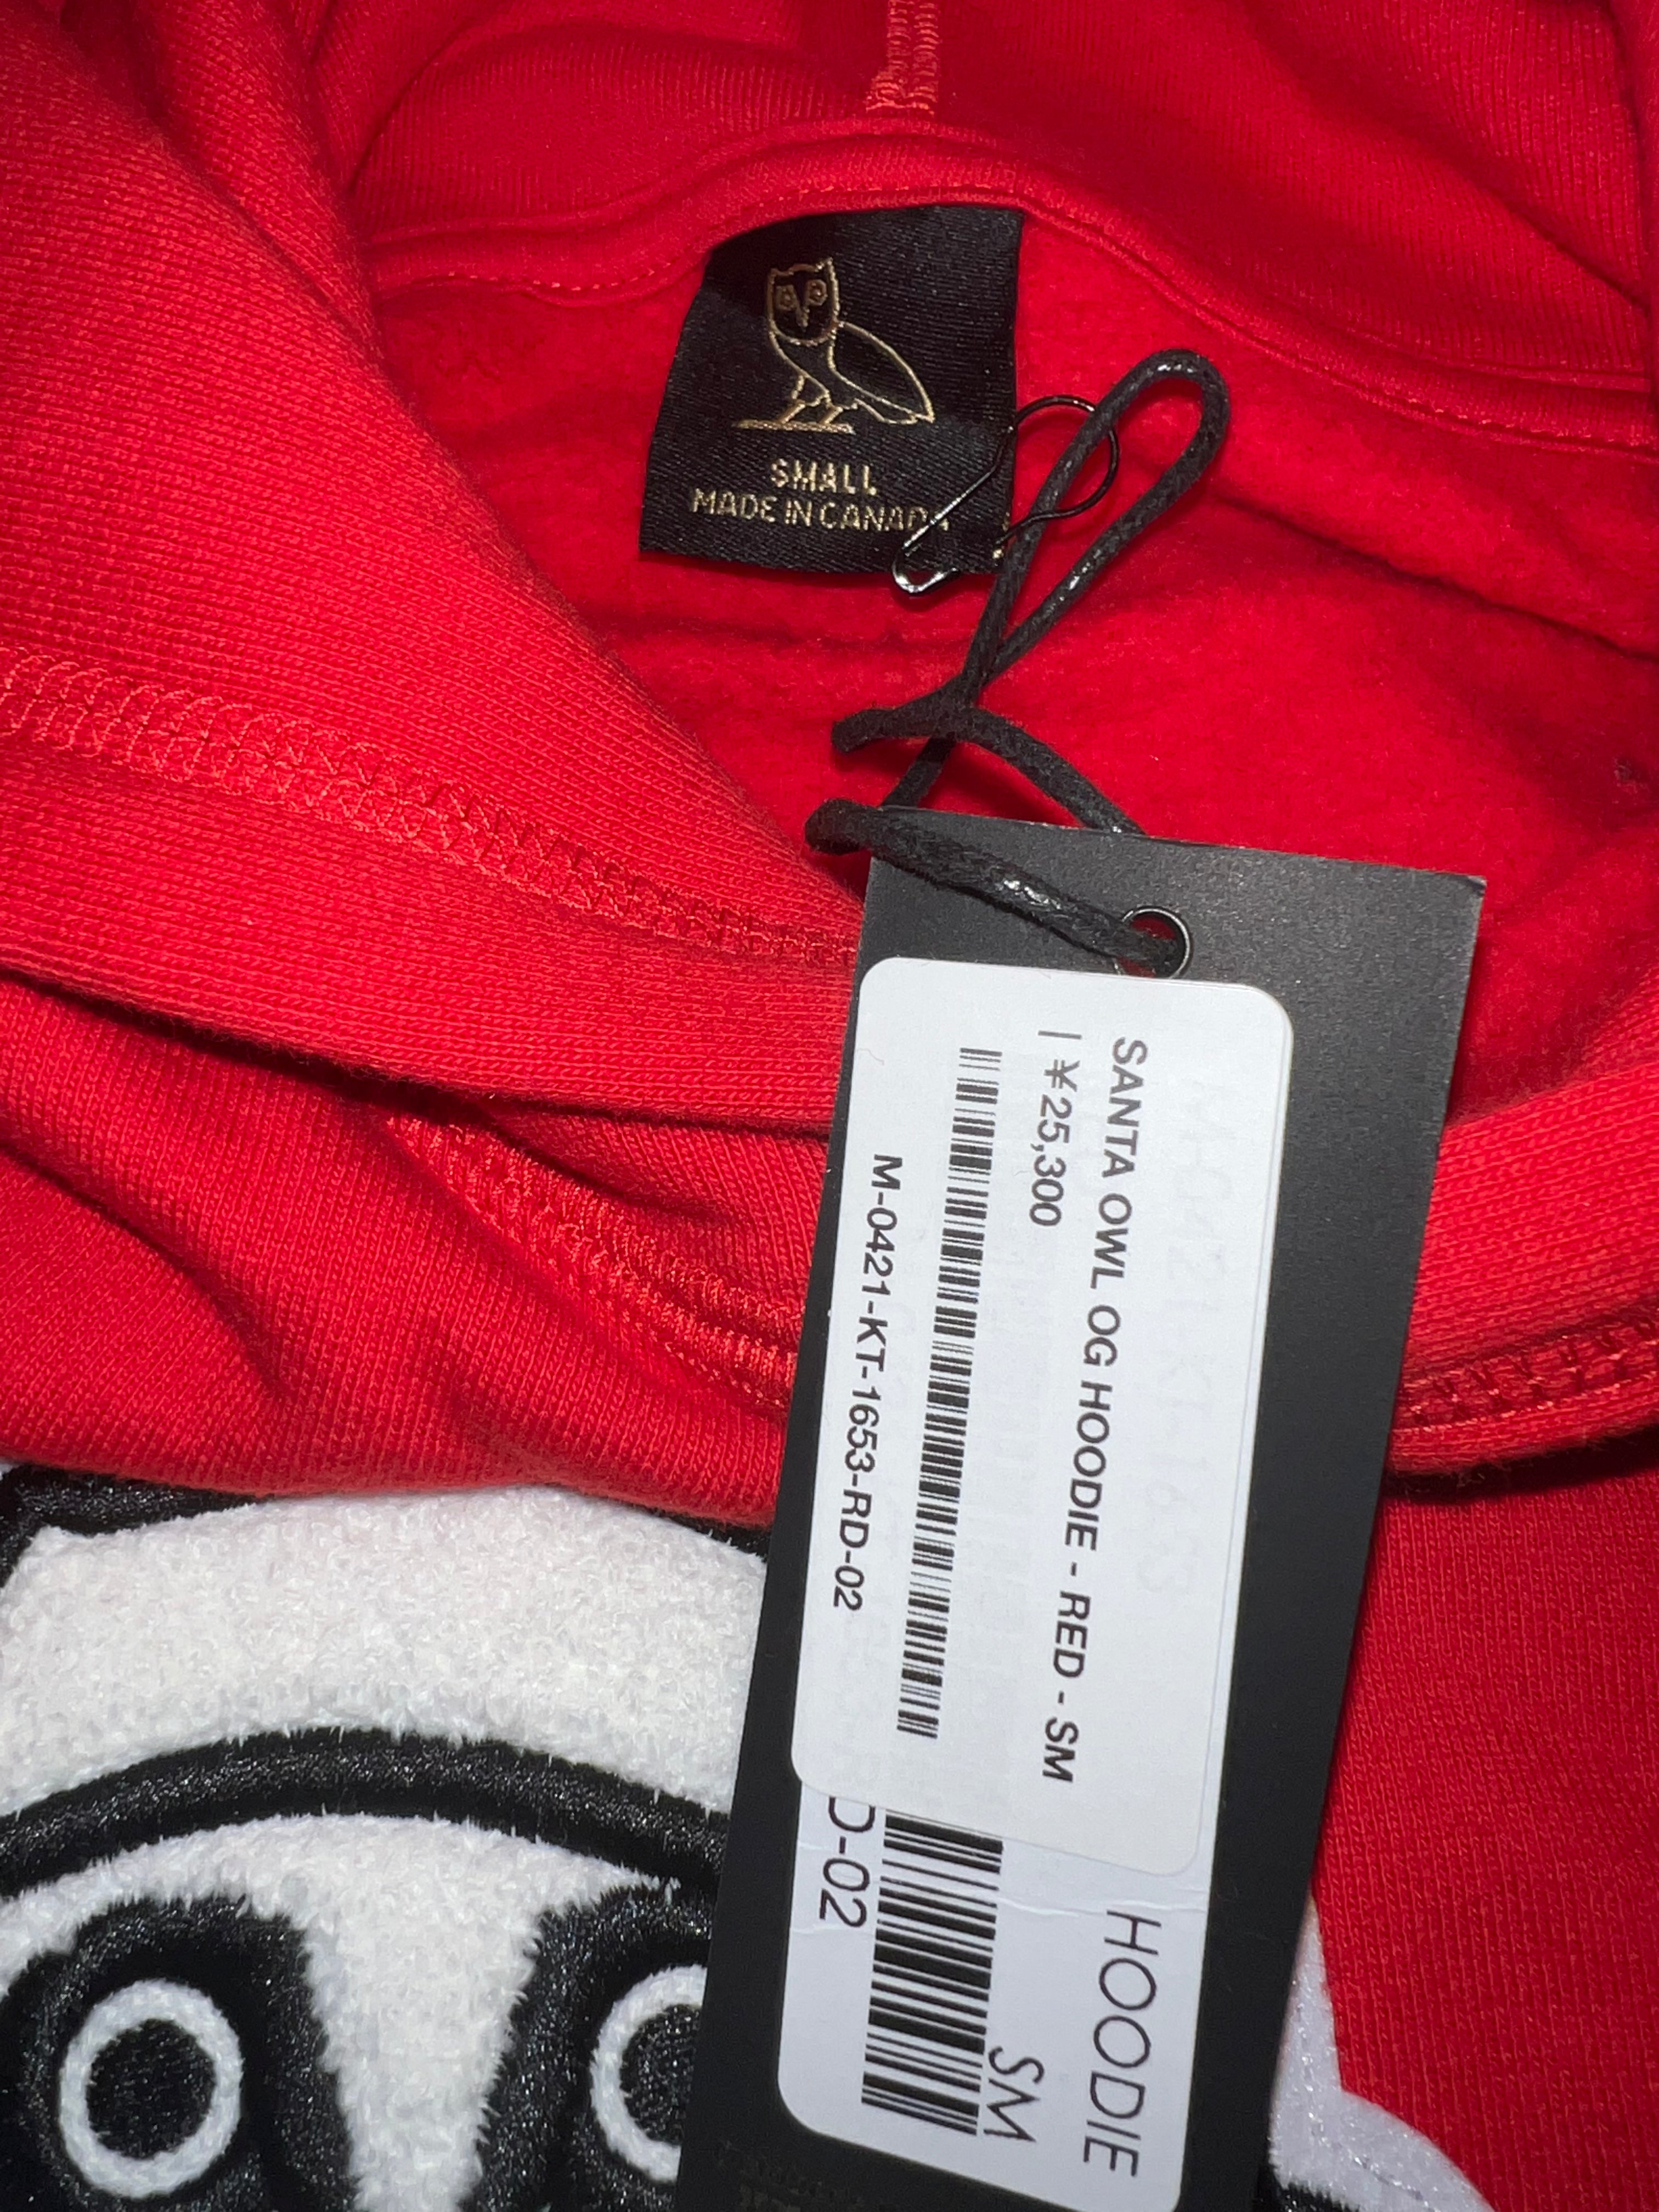 SMALL
MADE IN CANADA
SANTA OWL OG HOODIE - RED - SM
| ¥25,300
M-0421-KT-1653-RD-02
HOODIE
SM
D-02